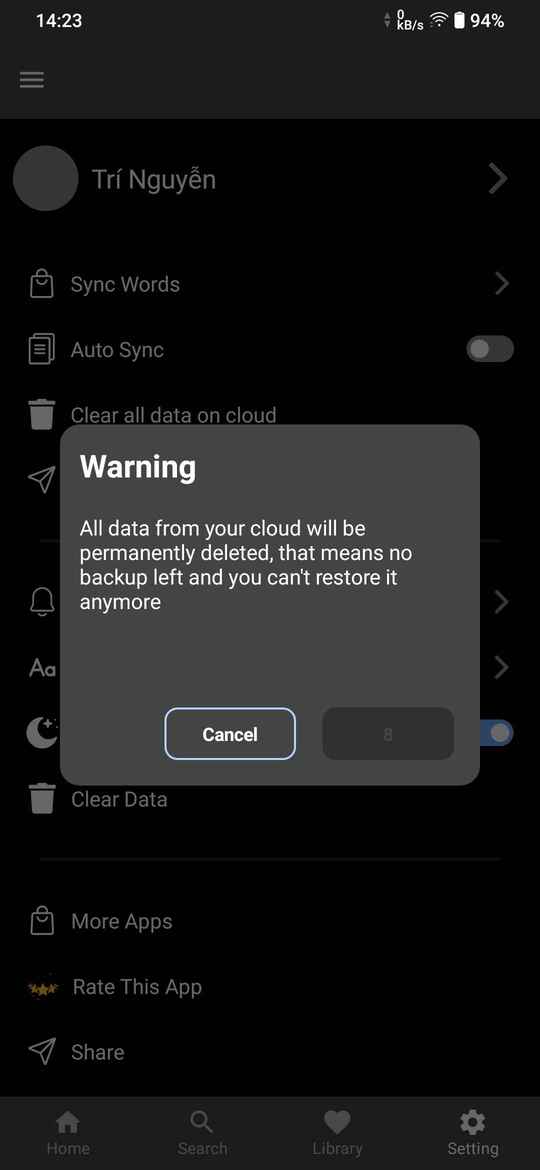 14:23
0 kB/s 94%
Trí Nguyễn
Sync Words
Auto Sync
Clear all data on cloud
Warning
All data from your cloud will be
permanently deleted, that means no
backup left and you can't restore it
anymore
Aa
Cancel 8
Clear Data
More Apps
Rate This App
Share
Home Search Library Setting